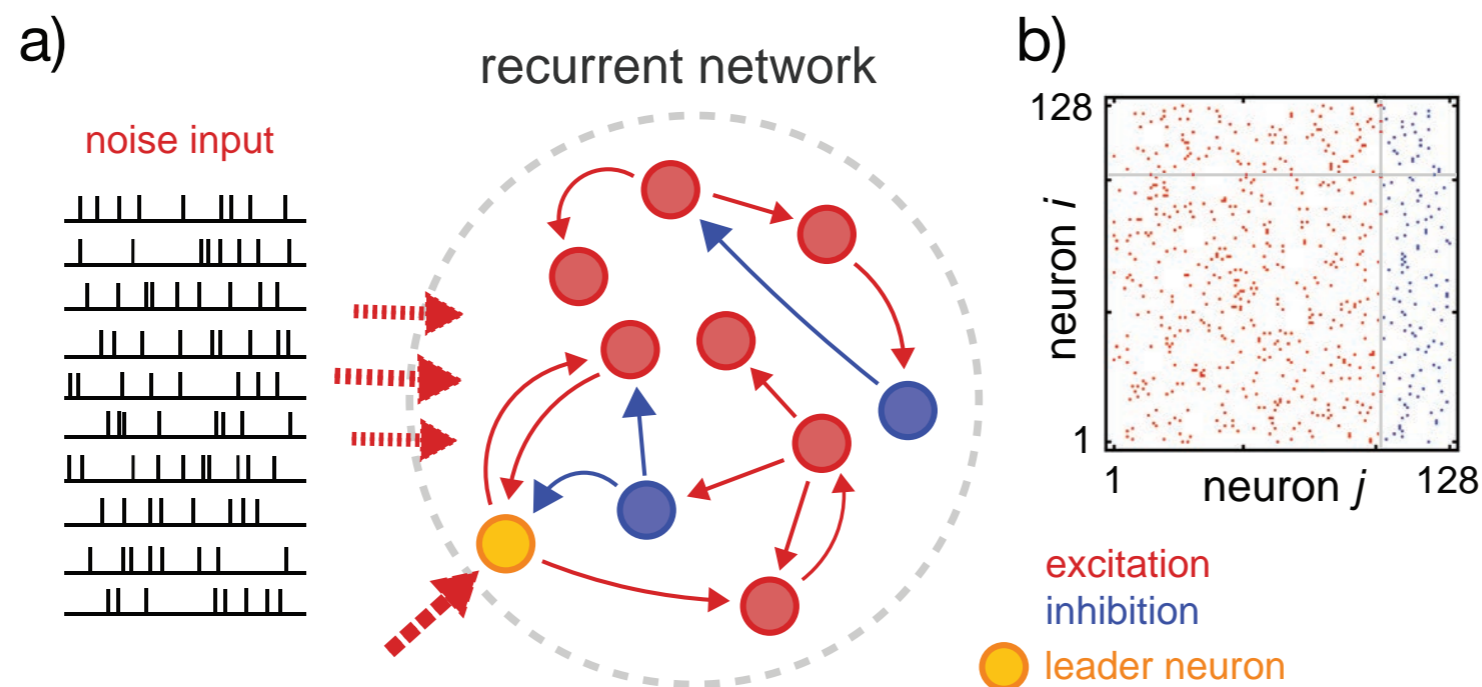 a)
recurrent network
noise input
b)
128
neuron i
1
1
neuron j
128
excitation
inhibition
leader neuron